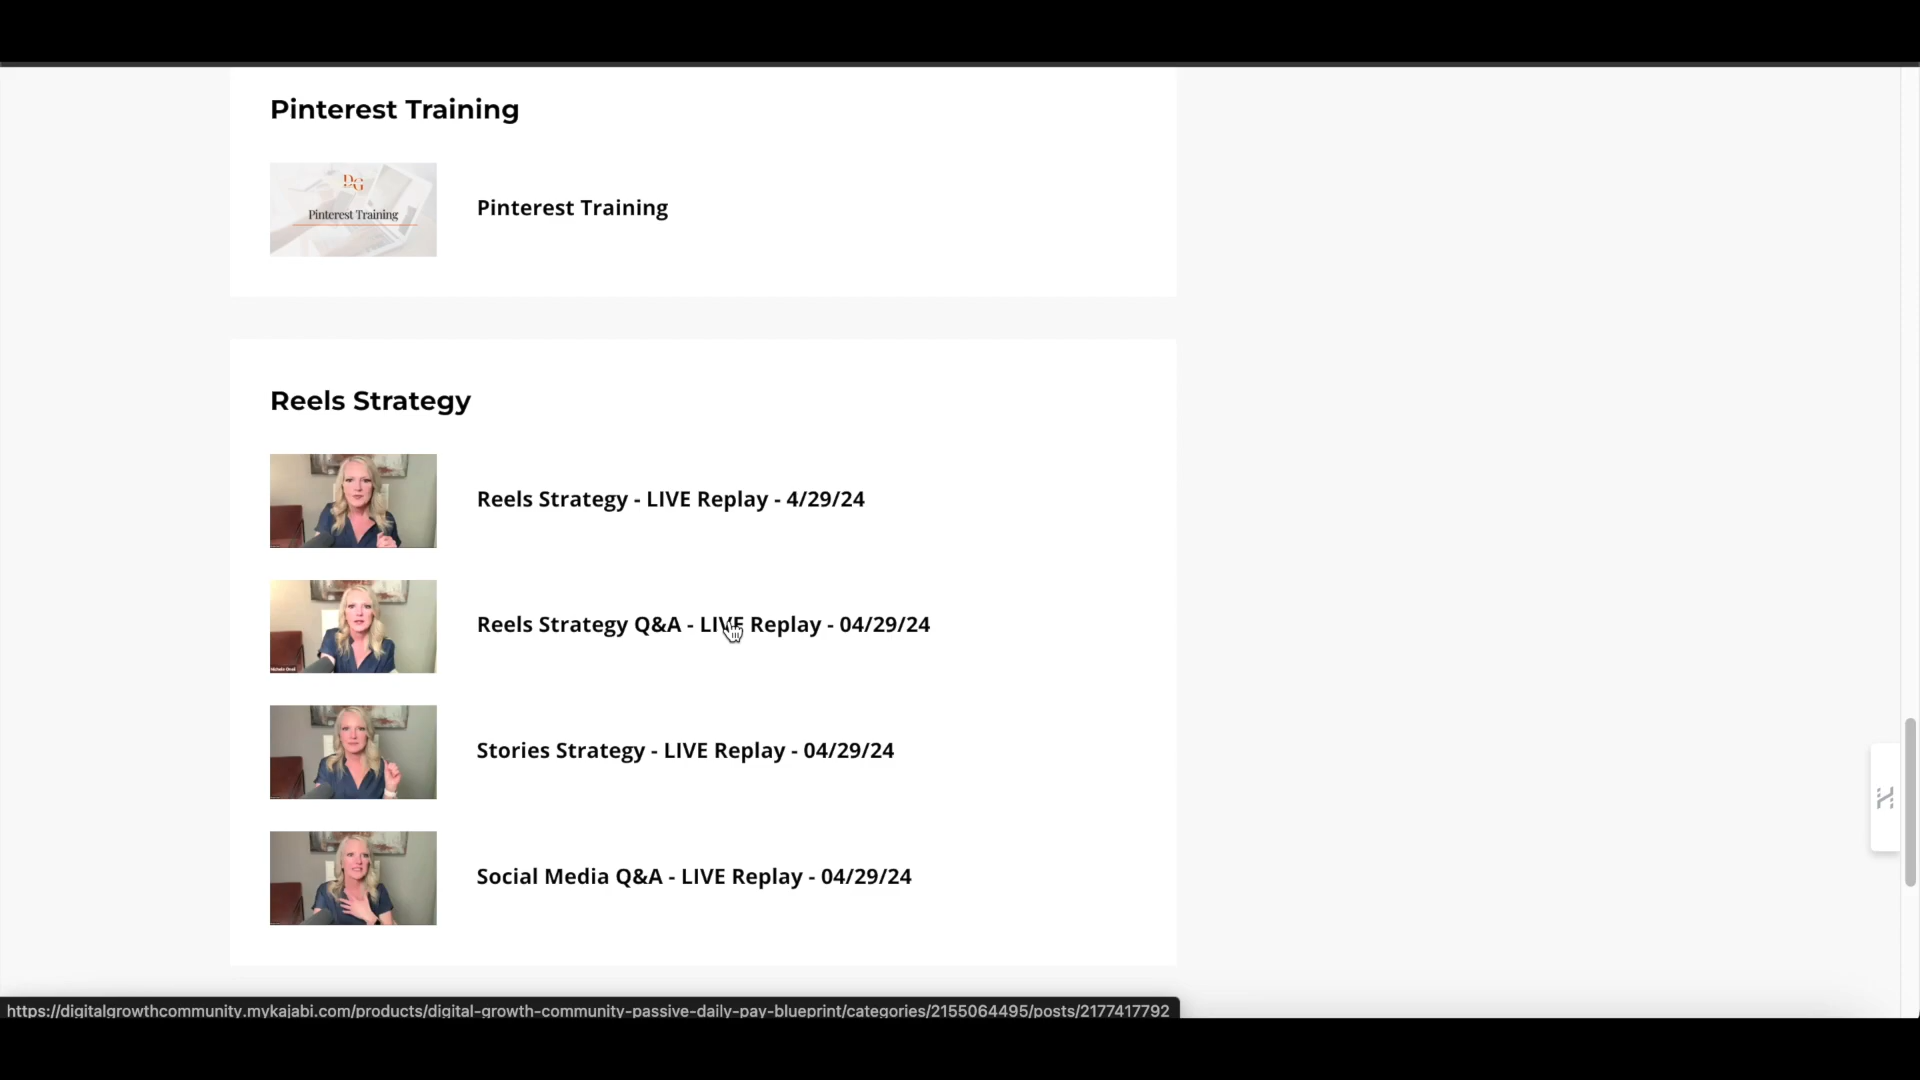 Pinterest Training
DG
Pinterest Training
Pinterest Training
Reels Strategy
Reels Strategy - LIVE Replay - 4/29/24
Reels Strategy Q&A - LIVE Replay - 04/29/24
Stories Strategy - LIVE Replay - 04/29/24
Social Media Q&A - LIVE Replay - 04/29/24
https://digitalgrowthcommunity.mykajabi.com/products/digital-growth-community-passive-daily-pay-blueprint/categories/2155064495/posts/2177417792